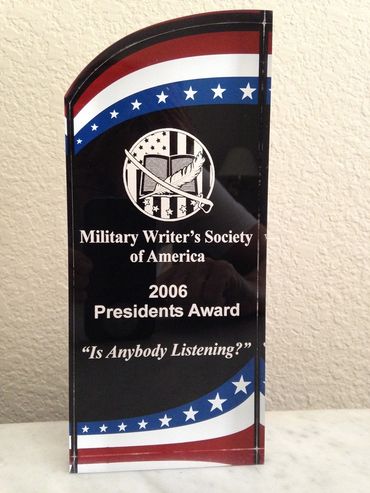 Military Writer's Society
of America
2006
Presidents Award
"Is Anybody Listening?"